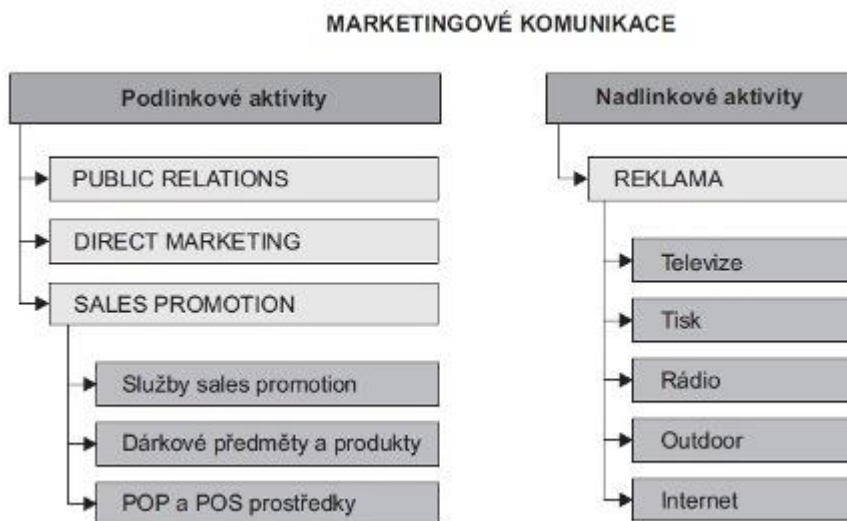 MARKETINGOVÉ KOMUNIKACE
Podlinkové aktivity
PUBLIC RELATIONS
DIRECT MARKETING
SALES PROMOTION
Služby sales promotion
Dárkové předměty a produkty
POP a POS prostředky
Nadlinkové aktivity
REKLAMA
Televize
Tisk
Rádio
Outdoor
Internet